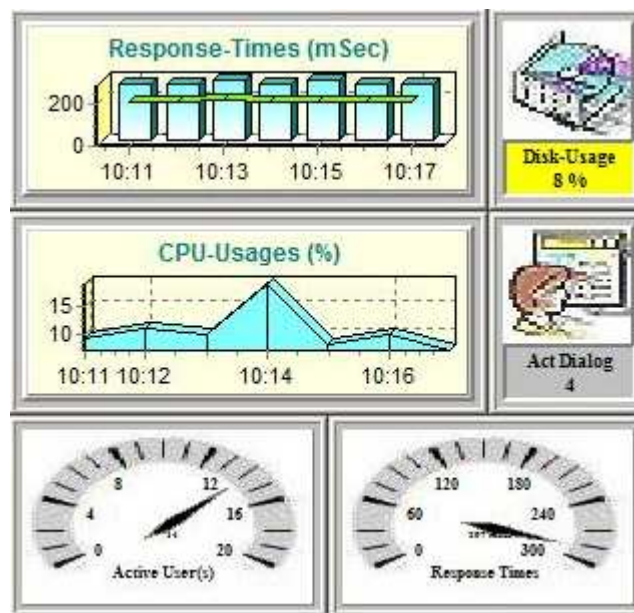 Response-Times (mSec)
200
0
10:11 10:13 10:15 10:17
Disk-Usage
8 %
CPU-Usages (%)
15
10
10:11 10:12 10:14 10:16
Act Dialog
4
8 12
4 16
0 20
Active User(s)
120 180
60 240
0 300
Response Times